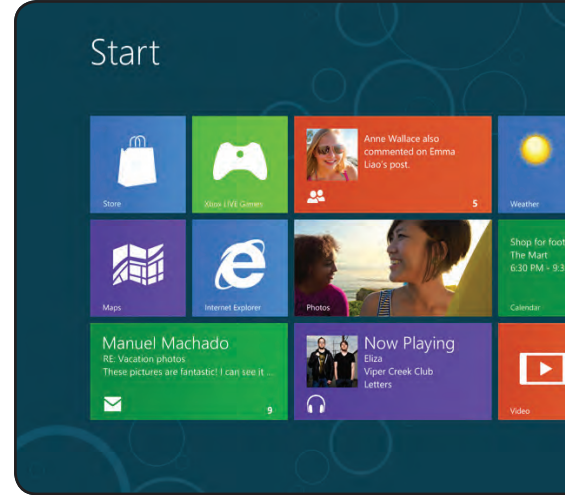 Start
Store
Xbox LIVE Games
Anne Wallace also
commented on Emma
Liao's post.
5
Weather
Maps
Internet Explorer
Photos
Shop for foot
The Mart
6:30 PM - 9:3
Calendar
Manuel Machado
RE: Vacation photos
These pictures are fantastic! I can see it ...
9
Now Playing
Eliza
Viper Creek Club
Letters
Video